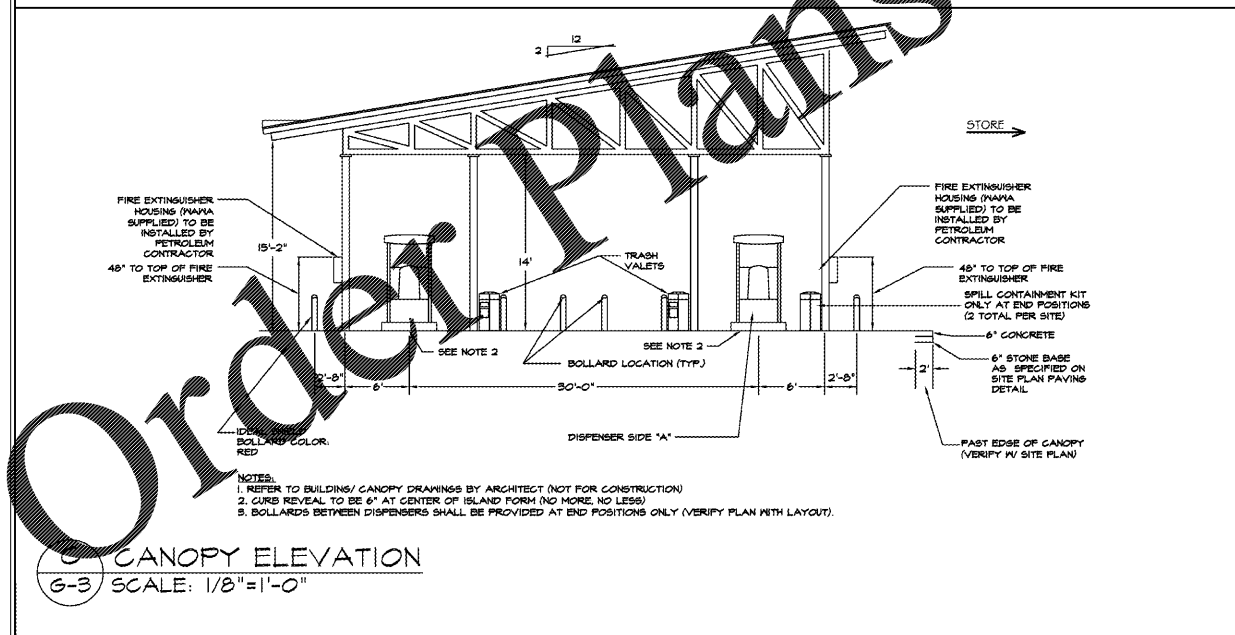 Order Plans
12
2
STORE
FIRE EXTINGUISHER
HOUSING (WAWA
SUPPLIED) TO BE
INSTALLED BY
PETROLEUM
CONTRACTOR
48" TO TOP OF FIRE
EXTINGUISHER
15'-2"
14'
TRASH
VALETS
FIRE EXTINGUISHER
HOUSING (WAWA
SUPPLIED) TO BE
INSTALLED BY
PETROLEUM
CONTRACTOR
48" TO TOP OF FIRE
EXTINGUISHER
SPILL CONTAINMENT KIT
ONLY AT END POSITIONS
(2 TOTAL PER SITE)
6" CONCRETE
6" STONE BASE
AS SPECIFIED ON
SITE PLAN PAVING
DETAIL
SEE NOTE 2
SEE NOTE 2
BOLLARD LOCATION (TYP.)
2'-8"
6'
30'-0"
6'
2'-8"
2'
BOLLARD COLOR:
RED
DISPENSER SIDE "A"
PAST EDGE OF CANOPY
(VERIFY W/ SITE PLAN)
NOTES:
1. REFER TO BUILDING/ CANOPY DRAWINGS BY ARCHITECT (NOT FOR CONSTRUCTION)
2. CURB REVEAL TO BE 6" AT CENTER OF ISLAND FORM (NO MORE, NO LESS)
3. BOLLARDS BETWEEN DISPENSERS SHALL BE PROVIDED AT END POSITIONS ONLY (VERIFY PLAN WITH LAYOUT).
CANOPY ELEVATION
G-3 SCALE: 1/8"=1'-0"